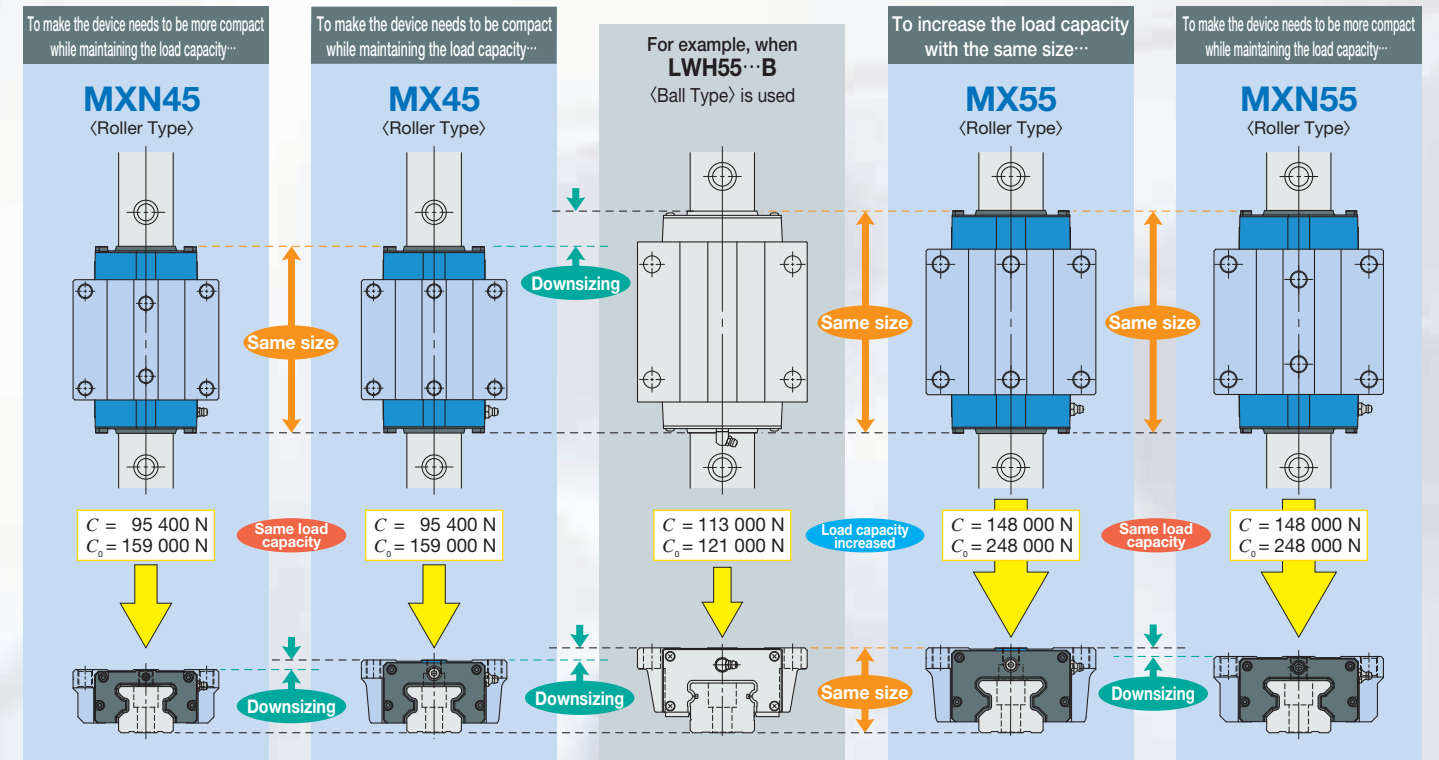 To make the device needs to be more compact
while maintaining the load capacity…
MXN45
〈Roller Type〉
Same size
C = 95 400 N
C₀ = 159 000 N
Same load
capacity
Downsizing
To make the device needs to be more compact
while maintaining the load capacity…
MX45
〈Roller Type〉
Downsizing
C = 95 400 N
C₀ = 159 000 N
Downsizing
For example, when
LWH55…B
〈Ball Type〉 is used
Same size
C = 113 000 N
C₀ = 121 000 N
Load capacity
increased
Same size
To increase the load capacity
with the same size…
MX55
〈Roller Type〉
Same size
C = 148 000 N
C₀ = 248 000 N
Same load
capacity
Downsizing
To make the device needs to be more compact
while maintaining the load capacity…
MXN55
〈Roller Type〉
C = 148 000 N
C₀ = 248 000 N